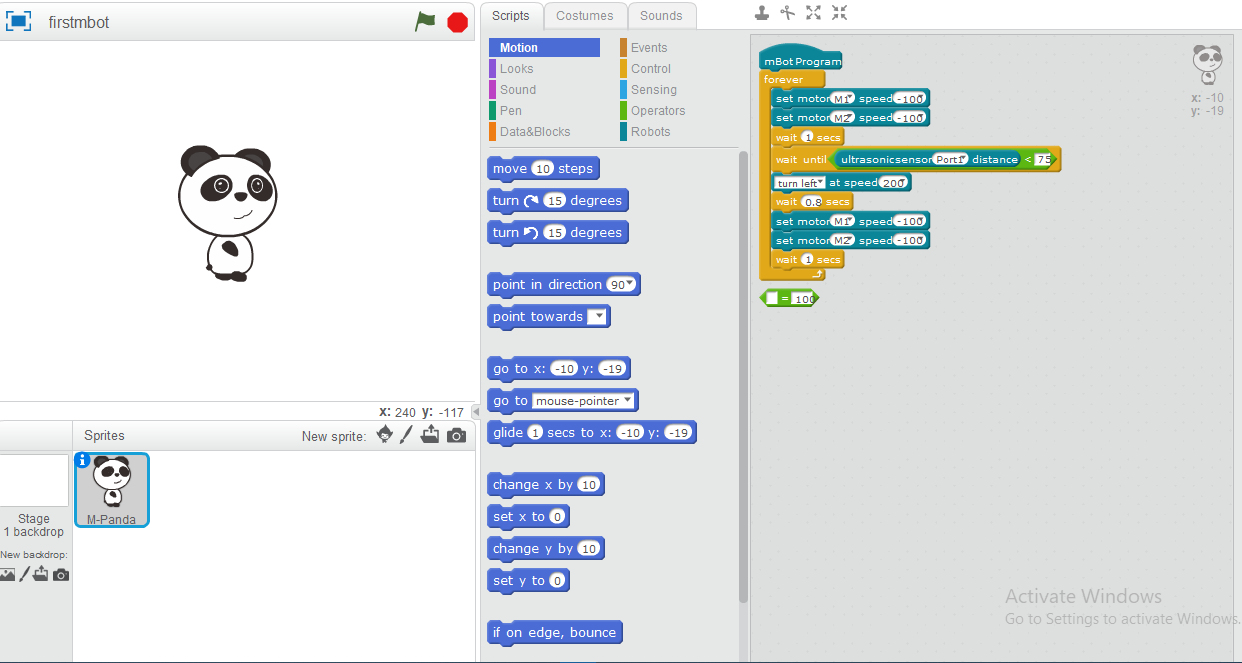 firstmbot
Scripts Costumes Sounds
Motion Events
Looks Control
Sound Sensing
Pen Operators
Data&Blocks Robots
move 10 steps
turn 15 degrees
turn 15 degrees
point in direction 90
point towards
go to x: -10 y: -19
go to mouse-pointer
glide 1 secs to x: -10 y: -19
change x by 10
set x to 0
change y by 10
set y to 0
if on edge, bounce
mBot Program
forever
set motor M1 speed -100
set motor M2 speed -100
wait 1 secs
wait until ultrasonicsensor Port1 distance < 75
turn left at speed 200
wait 0.8 secs
set motor M1 speed -100
set motor M2 speed -100
wait 1 secs
= 100
x: -10
y: -19
x: 240 y: -117
Sprites New sprite:
M-Panda
Stage
1 backdrop
New backdrop:
Activate Windows
Go to Settings to activate Windows.